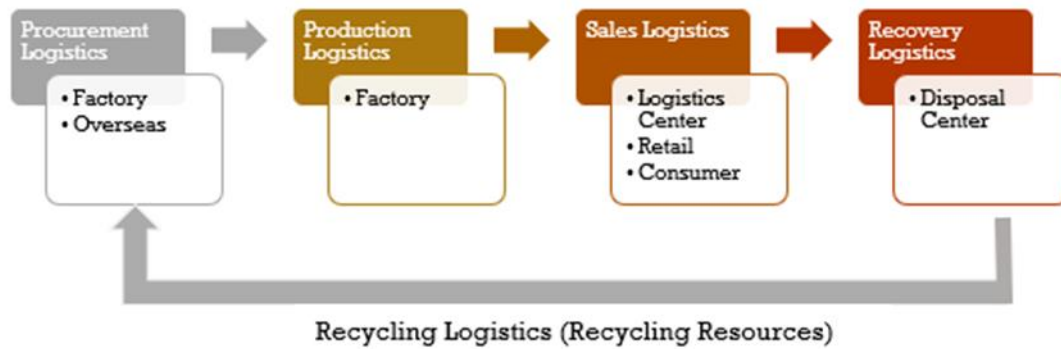 Procurement
Logistics
• Factory
• Overseas
Production
Logistics
• Factory
Sales Logistics
• Logistics
Center
• Retail
• Consumer
Recovery
Logistics
• Disposal
Center
Recycling Logistics (Recycling Resources)